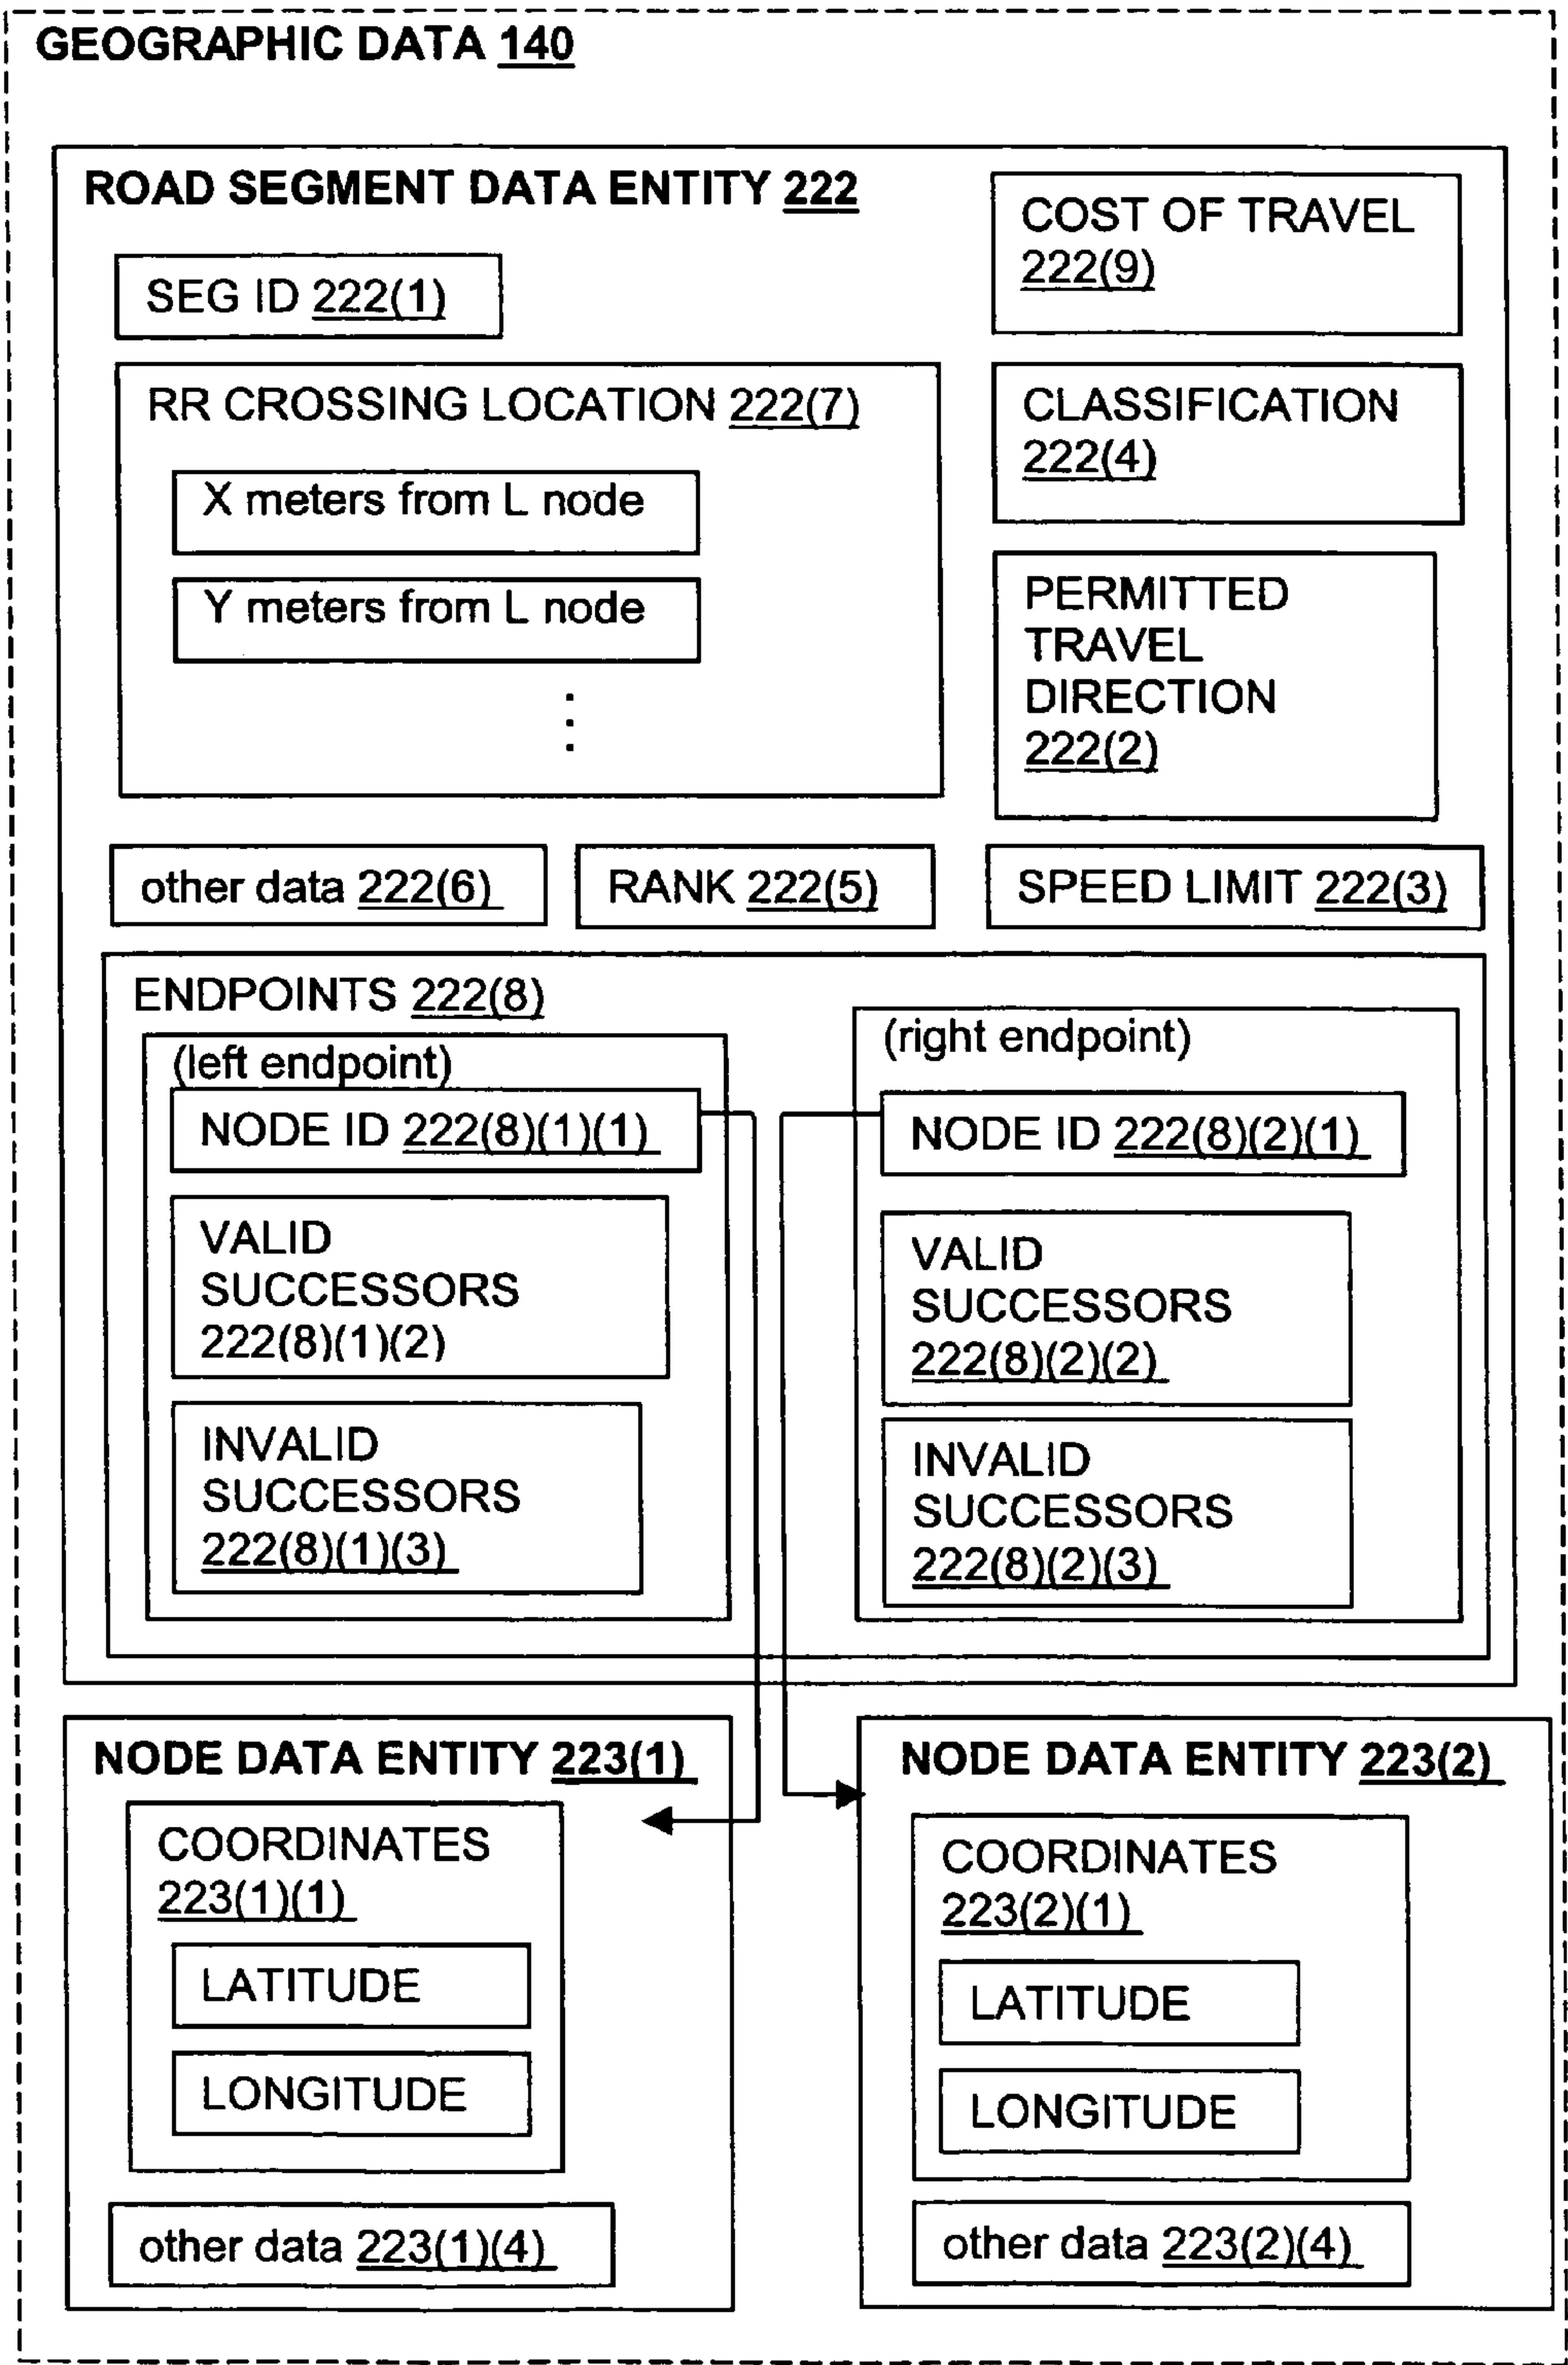 GEOGRAPHIC DATA 140
ROAD SEGMENT DATA ENTITY 222
COST OF TRAVEL
222(9)
SEG ID 222(1)
RR CROSSING LOCATION 222(7)
X meters from L node
Y meters from L node
CLASSIFICATION
222(4)
PERMITTED
TRAVEL
DIRECTION
222(2)
other data 222(6)
RANK 222(5)
SPEED LIMIT 222(3)
ENDPOINTS 222(8)
(left endpoint)
NODE ID 222(8)(1)(1)
VALID
SUCCESSORS
222(8)(1)(2)
INVALID
SUCCESSORS
222(8)(1)(3)
(right endpoint)
NODE ID 222(8)(2)(1)
VALID
SUCCESSORS
222(8)(2)(2)
INVALID
SUCCESSORS
222(8)(2)(3)
NODE DATA ENTITY 223(1)
COORDINATES
223(1)(1)
LATITUDE
LONGITUDE
other data 223(1)(4)
NODE DATA ENTITY 223(2)
COORDINATES
223(2)(1)
LATITUDE
LONGITUDE
other data 223(2)(4)